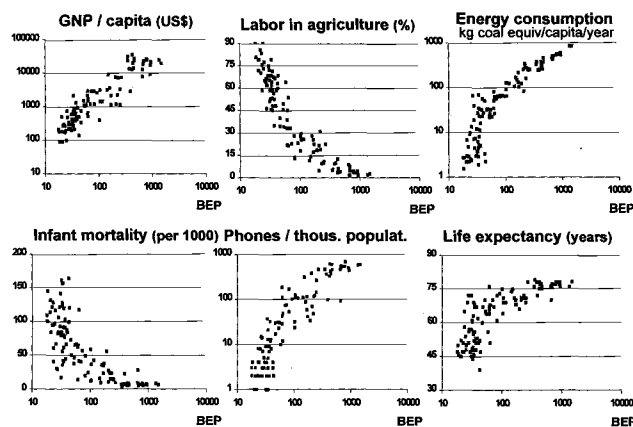 GNP / capita (US$)
100000
10000
1000
100
10
10 100 1000 10000
BEP
Labor in agriculture (%)
90
75
60
45
30
15
0
10 100 1000 10000
BEP
Energy consumption
kg coal equiv/capita/year
1000
100
10
1
10 100 1000 10000
BEP
Infant mortality (per 1000)
200
150
100
50
0
10 100 1000 10000
BEP
Phones / thous. populat.
1000
100
10
1
10 100 1000 10000
BEP
Life expectancy (years)
90
75
60
45
30
10 100 1000 10000
BEP